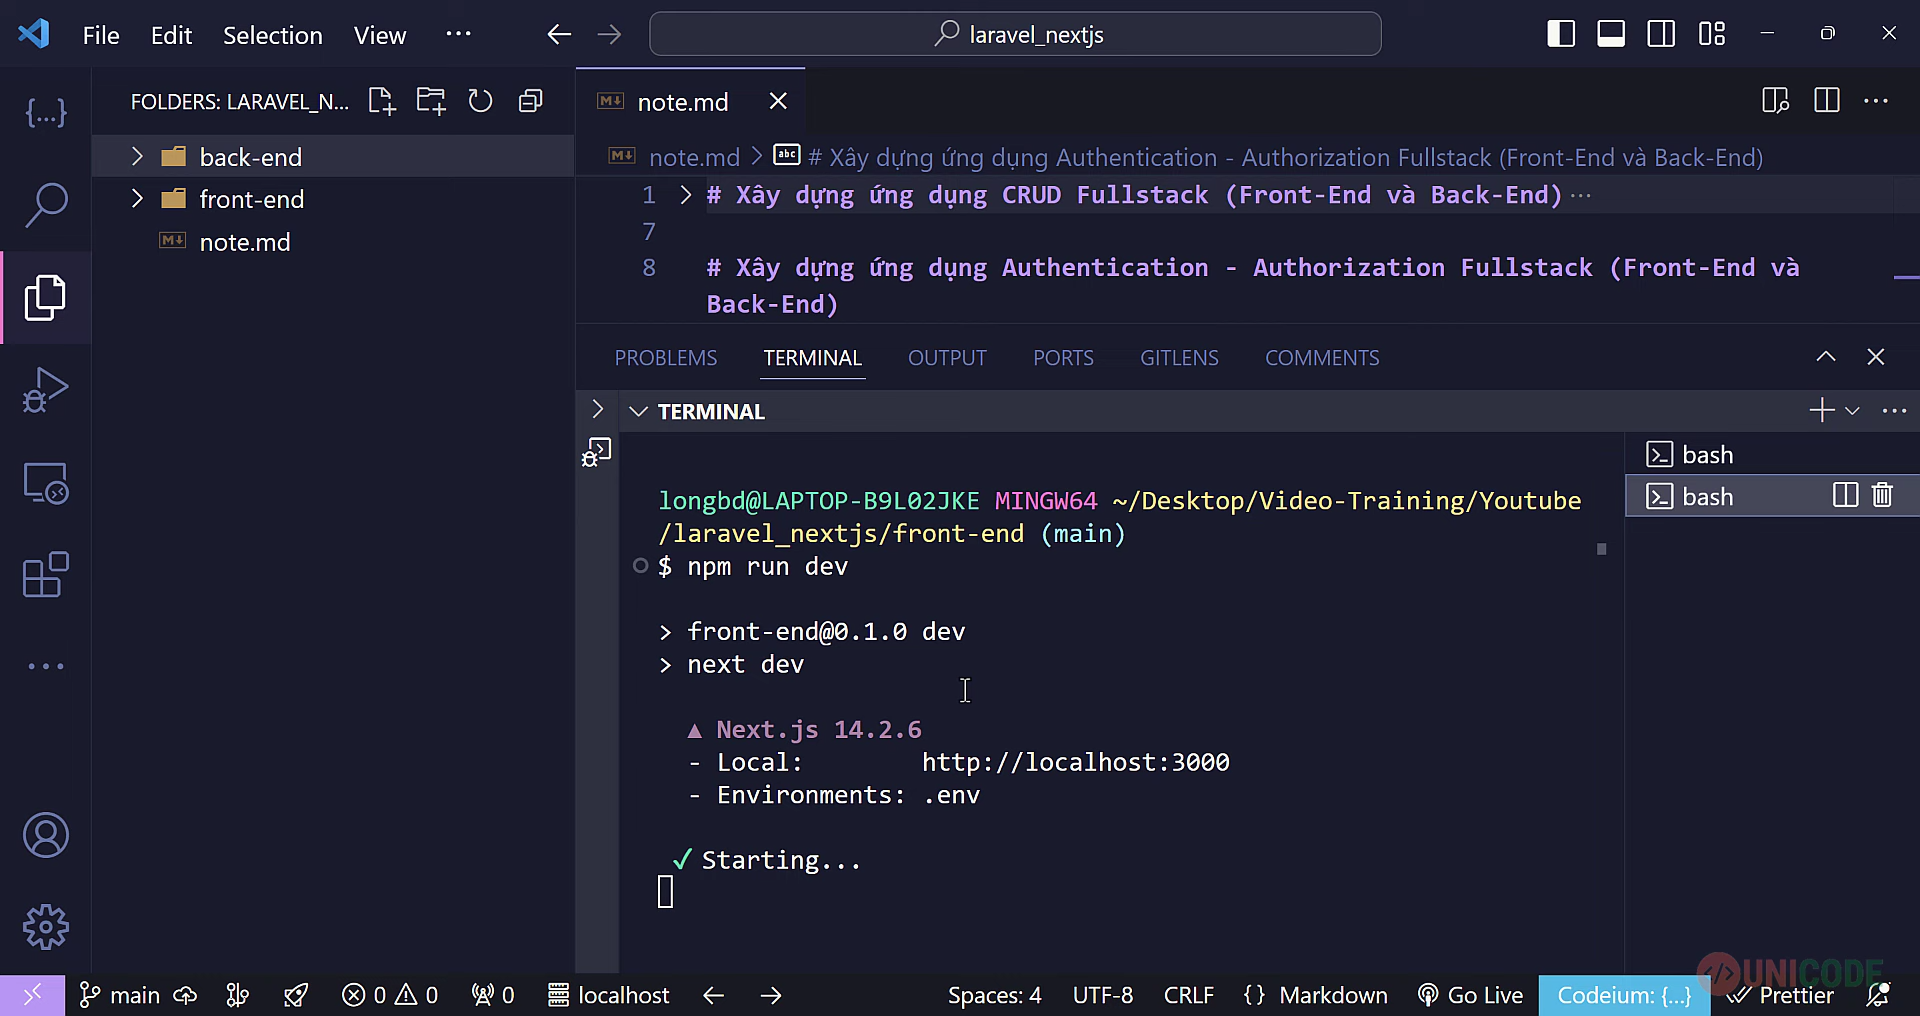 File Edit Selection View ...
laravel_nextjs
FOLDERS: LARAVEL_N...
back-end
front-end
note.md
note.md
note.md > # Xây dựng ứng dụng Authentication - Authorization Fullstack (Front-End và Back-End)
1 # Xây dựng ứng dụng CRUD Fullstack (Front-End và Back-End) ...
7
8 # Xây dựng ứng dụng Authentication - Authorization Fullstack (Front-End và
Back-End)
PROBLEMS TERMINAL OUTPUT PORTS GITLENS COMMENTS
TERMINAL
bash
bash
longbd@LAPTOP-B9L02JKE MINGW64 ~/Desktop/Video-Training/Youtube
/laravel_nextjs/front-end (main)
$ npm run dev
> front-end@0.1.0 dev
> next dev
▲ Next.js 14.2.6
- Local: http://localhost:3000
- Environments: .env
✓ Starting...
UNICODE
main 0 0 0 localhost Spaces: 4 UTF-8 CRLF {} Markdown Go Live Codeium: {...} Prettier